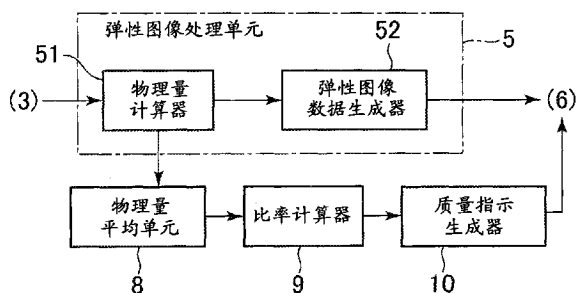 弹性图像处理单元
51
52
5
(3)
物理量
计算器
弹性图像
数据生成器
(6)
物理量
平均单元
比率计算器
质量指示
生成器
8
9
10